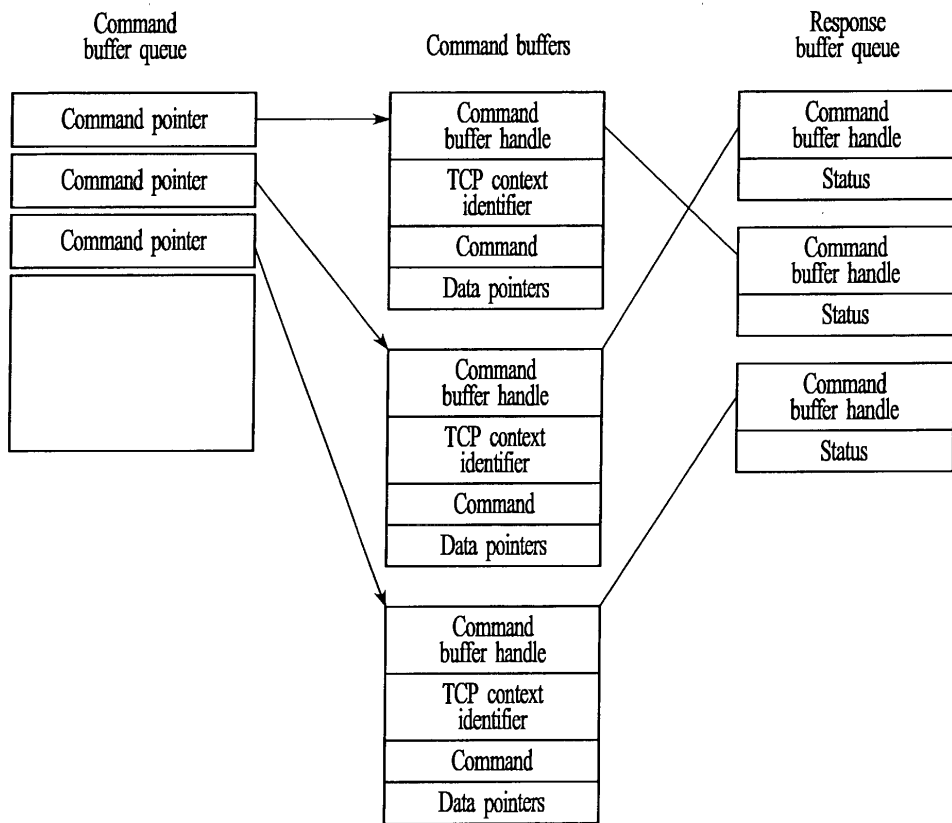 Command
buffer queue
Command pointer
Command pointer
Command pointer
Command buffers
Command
buffer handle
TCP context
identifier
Command
Data pointers
Command
buffer handle
TCP context
identifier
Command
Data pointers
Command
buffer handle
TCP context
identifier
Command
Data pointers
Response
buffer queue
Command
buffer handle
Status
Command
buffer handle
Status
Command
buffer handle
Status